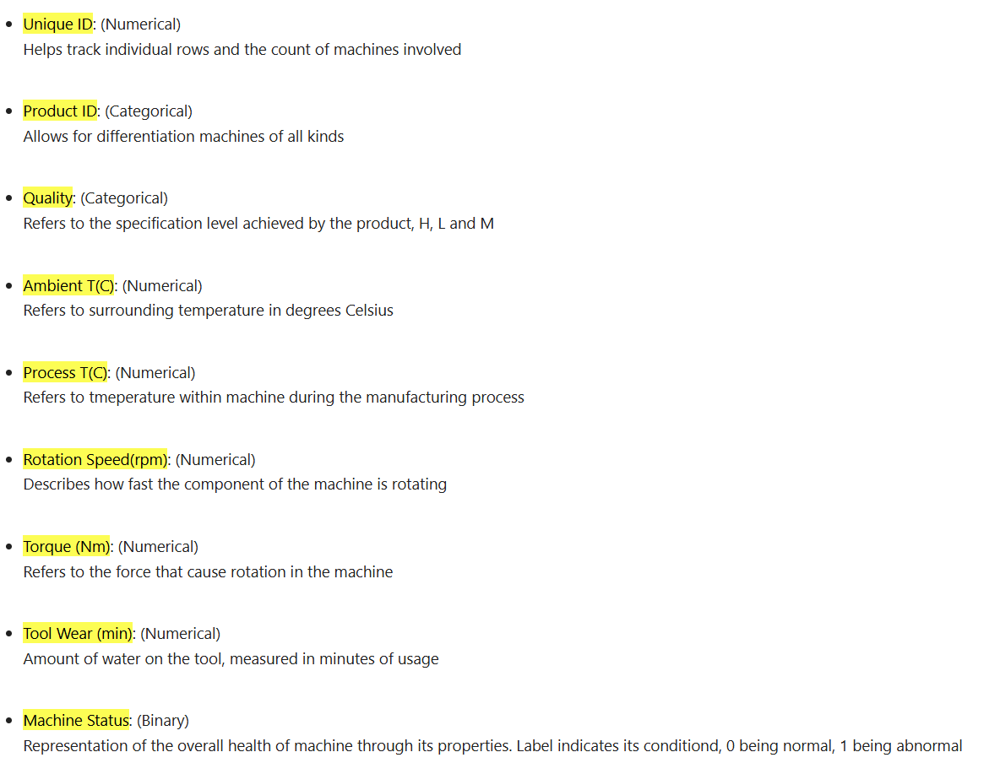 Unique ID: (Numerical)
Helps track individual rows and the count of machines involved
Product ID: (Categorical)
Allows for differentiation machines of all kinds
Quality: (Categorical)
Refers to the specification level achieved by the product, H, L and M
Ambient T(C): (Numerical)
Refers to surrounding temperature in degrees Celsius
Process T(C): (Numerical)
Refers to tmeperature within machine during the manufacturing process
Rotation Speed(rpm): (Numerical)
Describes how fast the component of the machine is rotating
Torque (Nm): (Numerical)
Refers to the force that cause rotation in the machine
Tool Wear (min): (Numerical)
Amount of water on the tool, measured in minutes of usage
Machine Status: (Binary)
Representation of the overall health of machine through its properties. Label indicates its conditiond, 0 being normal, 1 being abnormal